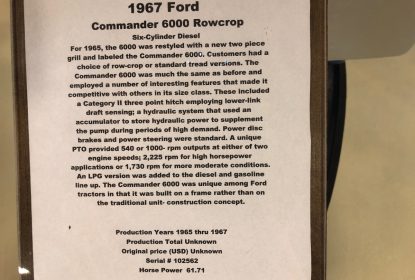 1967 Ford
Commander 6000 Rowcrop
Six-Cylinder Diesel
For 1965, the 6000 was restyled with a new two piece
grill and labeled the Commander 6000. Customers had a
choice of row-crop or standard tread versions. The
Commander 6000 was much the same as before and
employed a number of interesting features that made it
competitive with others in its size class. These included
a Category II three point hitch employing lower-link
draft sensing; a hydraulic system that used an
accumulator to store hydraulic power to supplement
the pump during periods of high demand. Power disc
brakes and power steering were standard. A unique
PTO provided 540 or 1000- rpm outputs at either of two
engine speeds; 2,225 rpm for high horsepower
applications or 1,730 rpm for more moderate conditions.
An LPG version was added to the diesel and gasoline
line up. The Commander 6000 was unique among Ford
tractors in that it was built on a frame rather than on
the traditional unit- construction concept.
Production Years 1965 thru 1967
Production Total Unknown
Original price (USD) Unknown
Serial # 102562
Horse Power 61.71